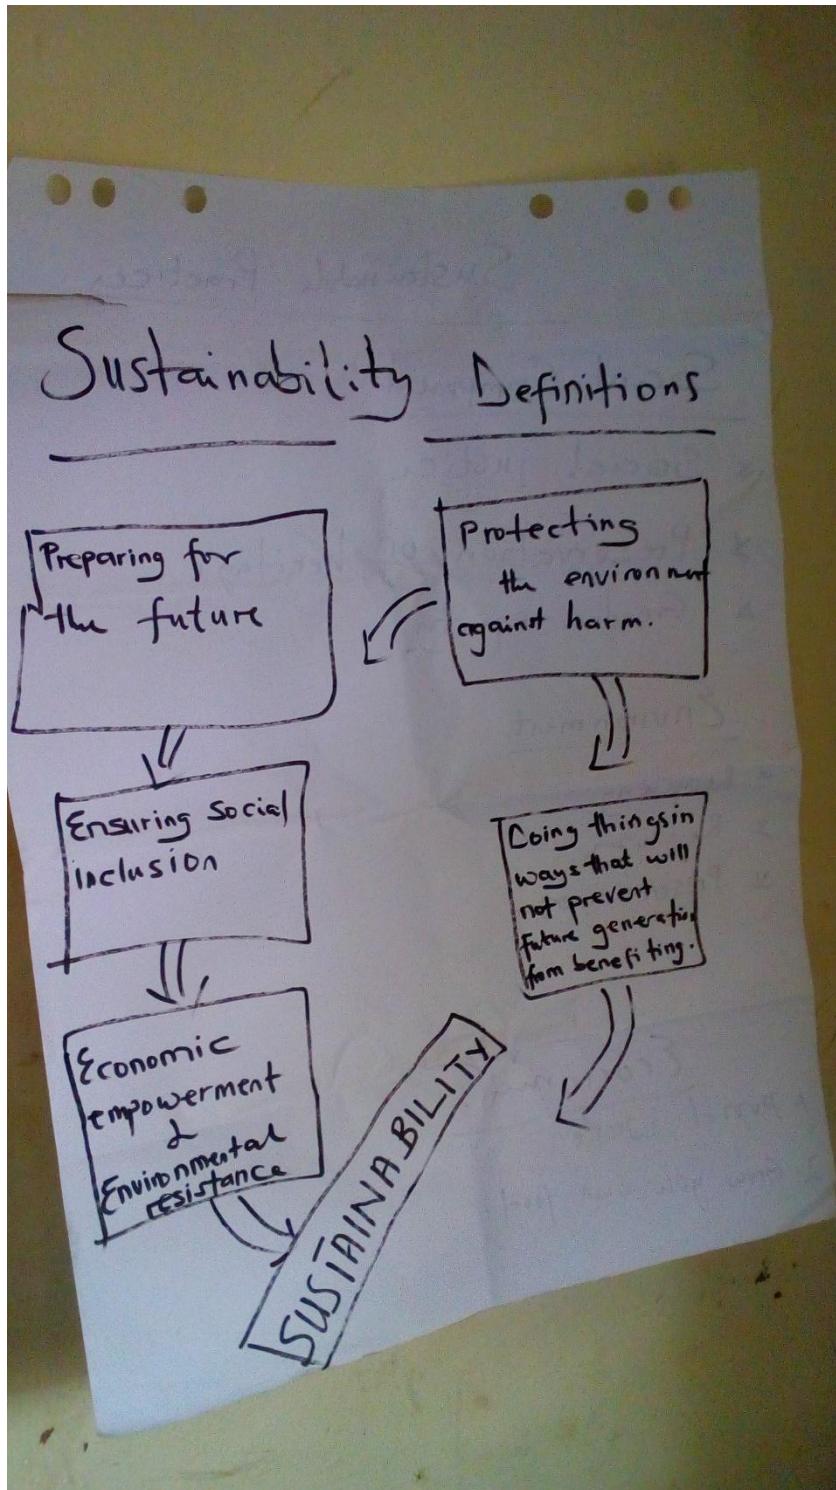 Sustainability Definitions
Preparing for
the future
Ensuring Social
inclusion
Economic
empowerment
&
Environmental
resistance
Protecting
the environment
against harm.
Doing things in
ways that will
not prevent
future generation
from benefiting.
SUSTAINABILITY